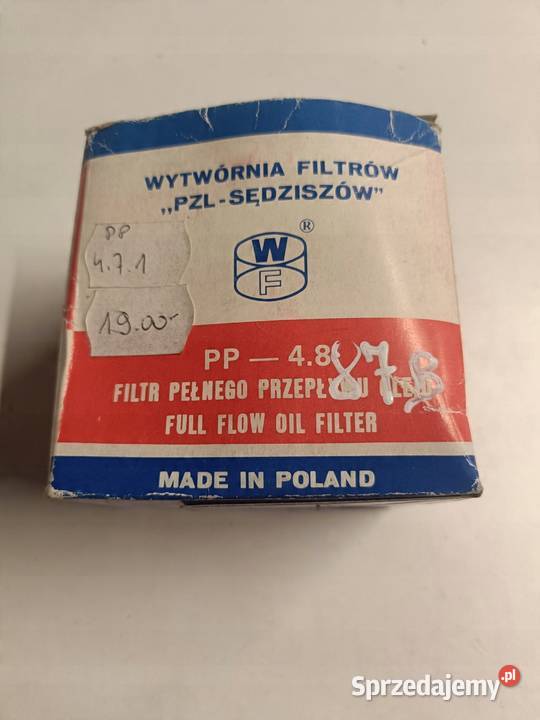 WYTWÓRNIA FILTRÓW
„PZL-SĘDZISZÓW”
®
W
F
PP
4.7.1
19.00-
PP — 4.8
87B
FILTR PEŁNEGO
FULL FLOW OIL FILTER
MADE IN POLAND
Sprzedajemy.pl